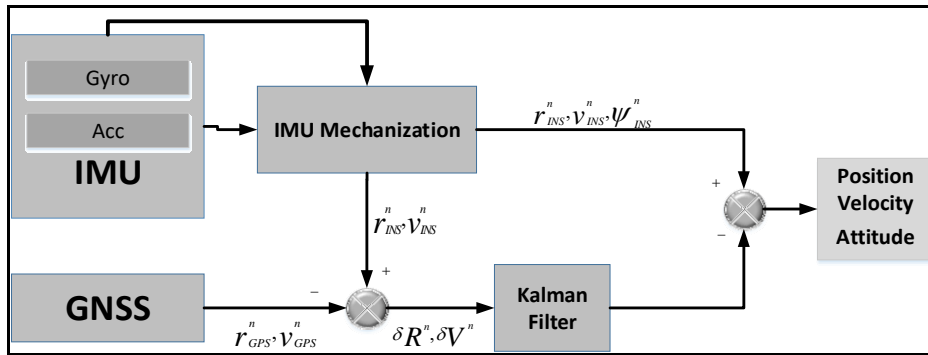 Gyro
Acc
IMU
IMU Mechanization
r^n_INS, v^n_INS, ψ^n_INS
+
−
Position
Velocity
Attitude
r^n_INS, v^n_INS
+
−
GNSS
r^n_GPS, v^n_GPS
δR^n, δV^n
Kalman
Filter